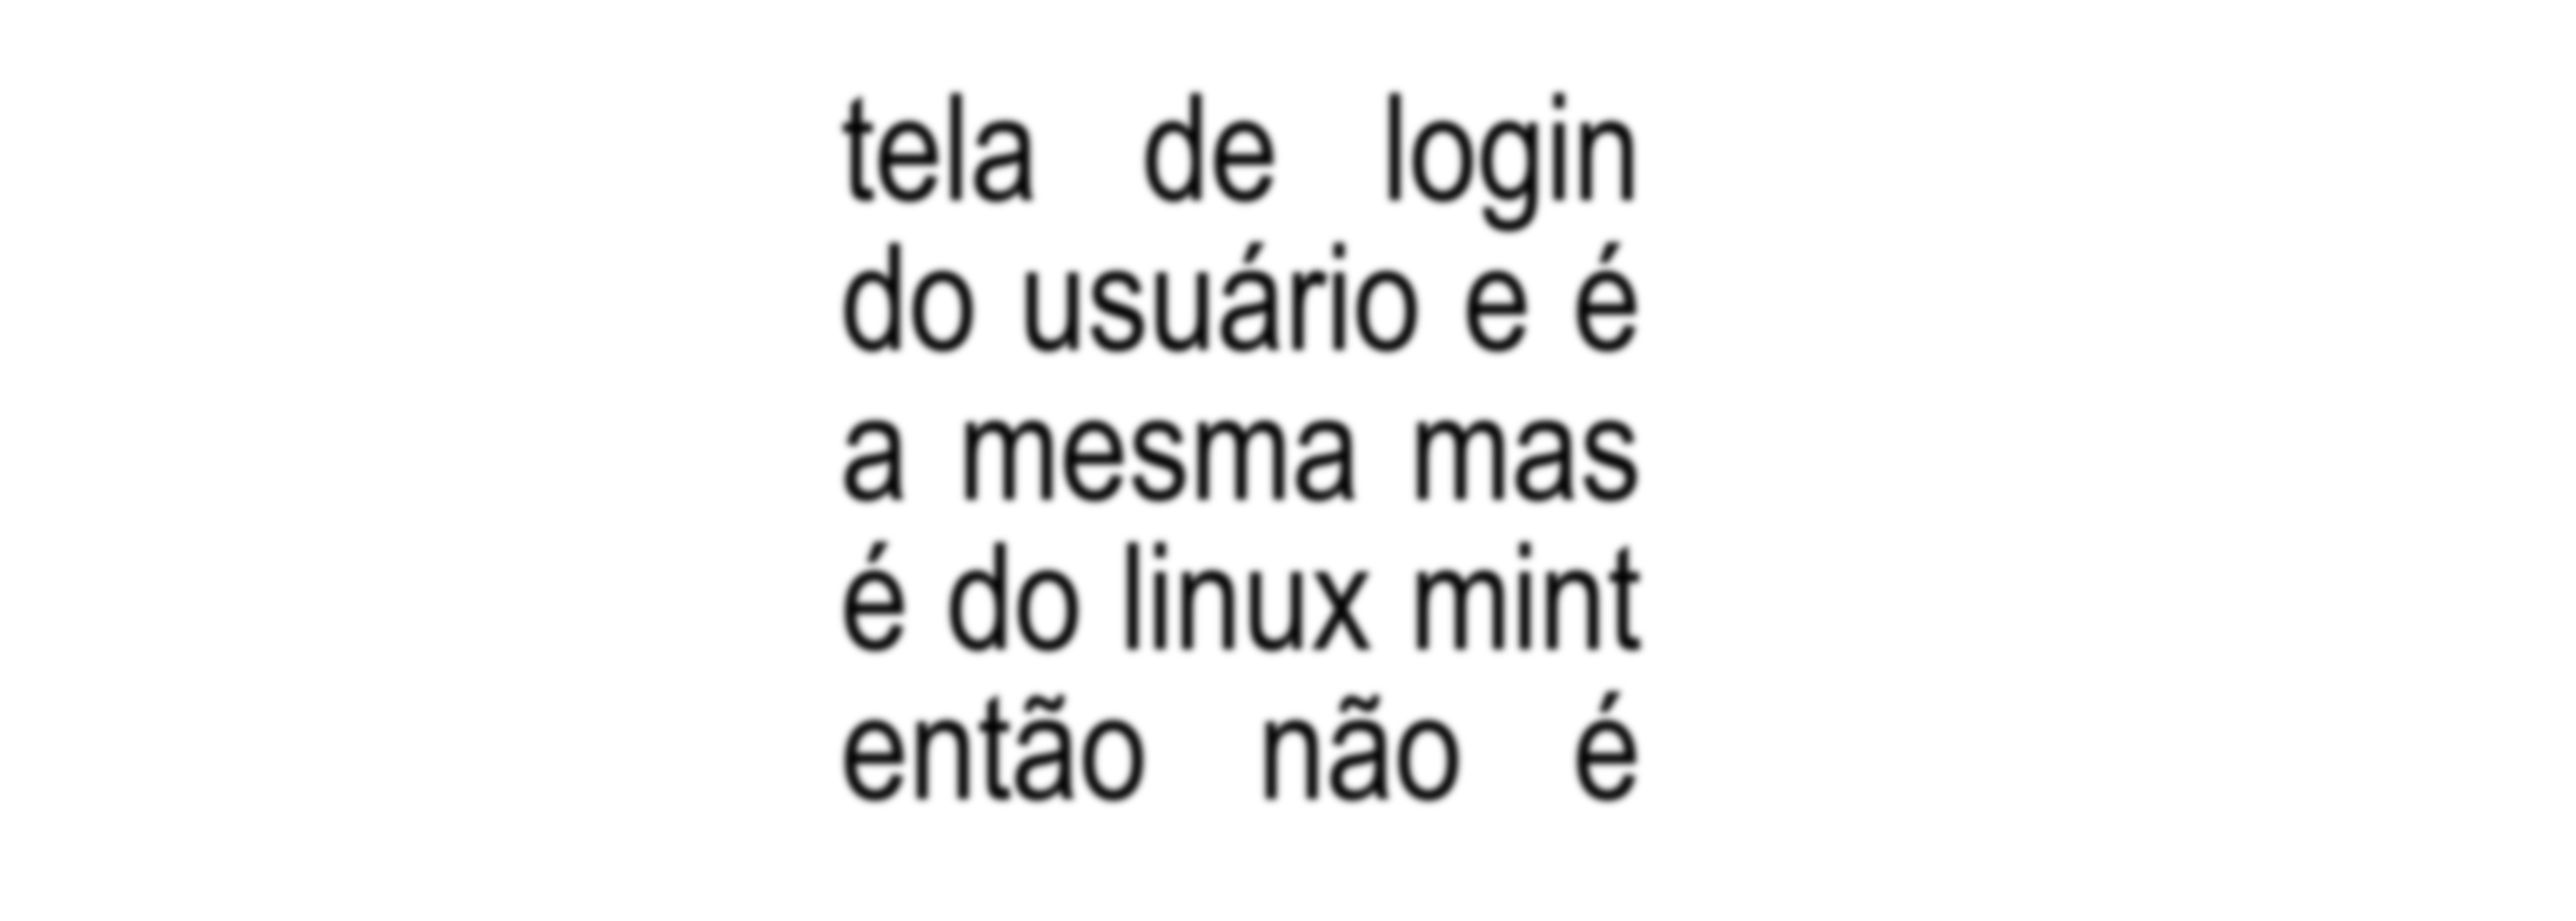 tela de login
do usuário e é
a mesma mas
é do linux mint
então não é